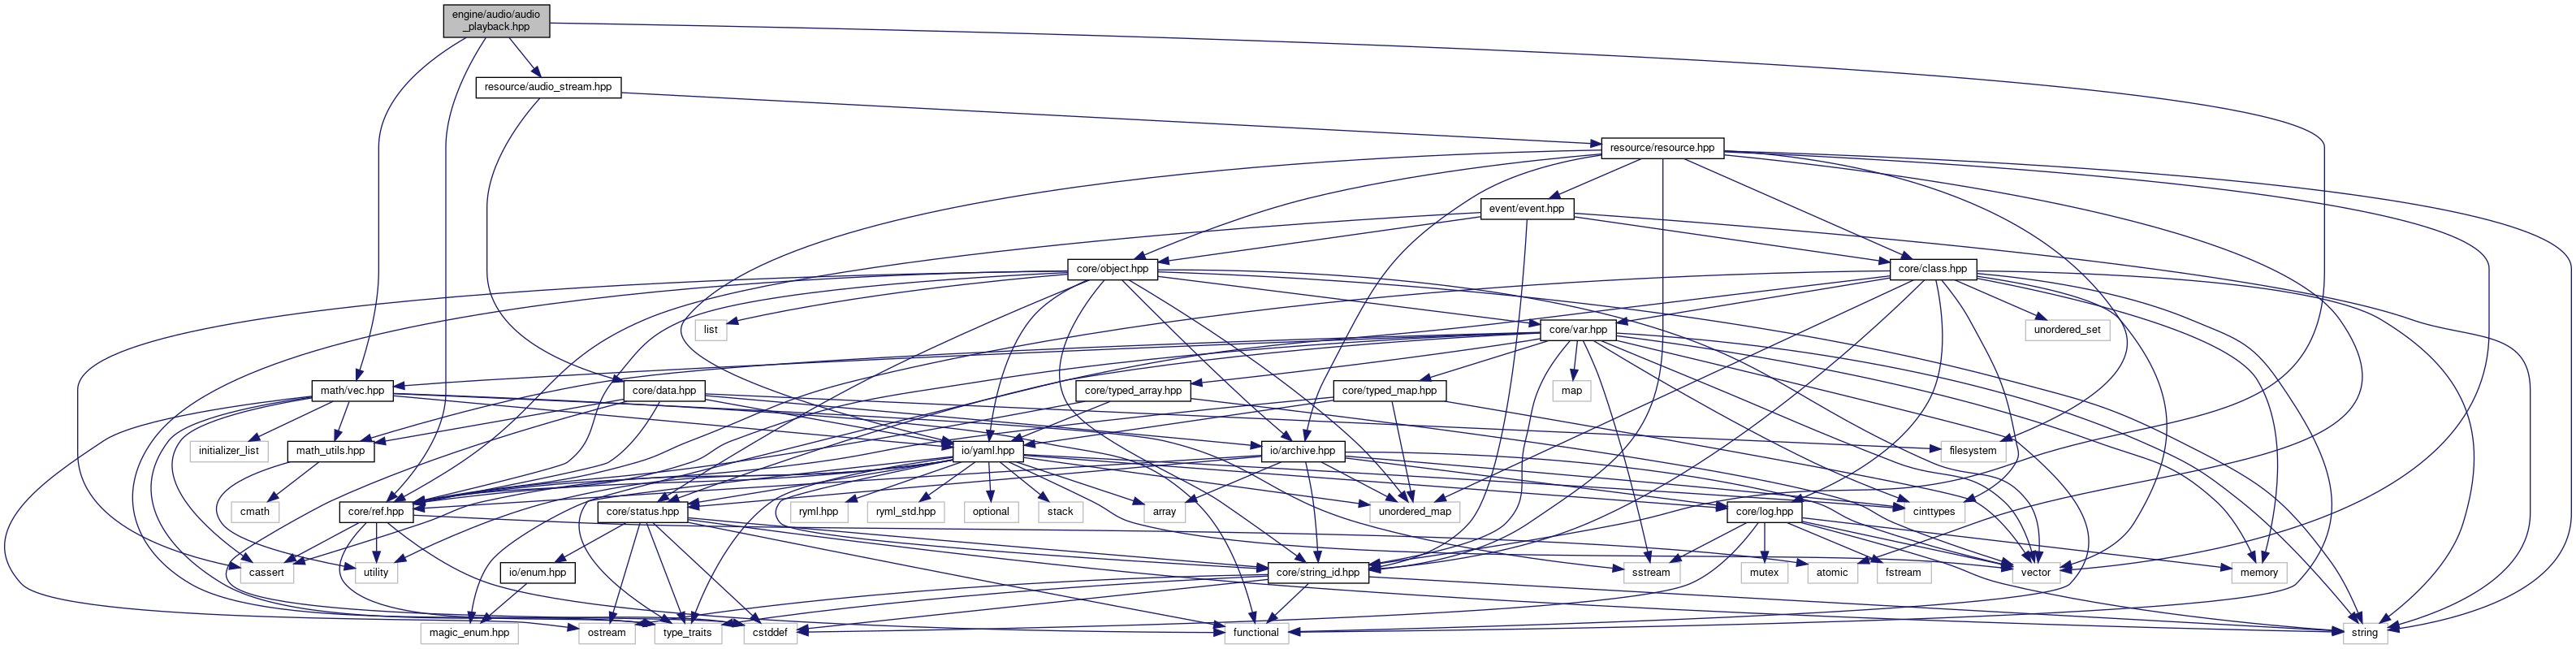 engine/audio/audio
_playback.hpp
resource/audio_stream.hpp
resource/resource.hpp
event/event.hpp
core/object.hpp
core/class.hpp
list
core/var.hpp
unordered_set
math/vec.hpp
core/data.hpp
core/typed_array.hpp
core/typed_map.hpp
map
initializer_list
math_utils.hpp
io/yaml.hpp
io/archive.hpp
filesystem
cmath
core/ref.hpp
core/status.hpp
ryml.hpp
ryml_std.hpp
optional
stack
array
unordered_map
core/log.hpp
cinttypes
cassert
utility
io/enum.hpp
core/string_id.hpp
sstream
mutex
atomic
fstream
vector
memory
magic_enum.hpp
ostream
type_traits
cstddef
functional
string